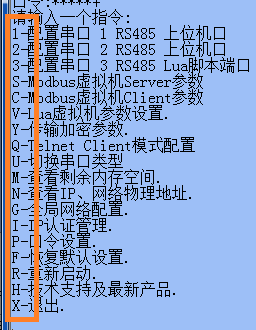 口令:*****+
请输入一个指令:
1-配置串口 1 RS485 上位机口
2-配置串口 2 RS485 上位机口
3-配置串口 3 RS485 Lua脚本端口
S-Modbus虚拟机Server参数
C-Modbus虚拟机Client参数
V-Lua虚拟机参数设置.
Y-传输加密参数.
Q-Telnet Client模式配置
U-切换串口类型
M-查看剩余内存空间.
N-查看IP、网络物理地址.
G-全局网络配置.
I-IP认证管理.
P-口令设置.
F-恢复默认设置.
R-重新启动.
H-技术支持及最新产品.
X-退出.